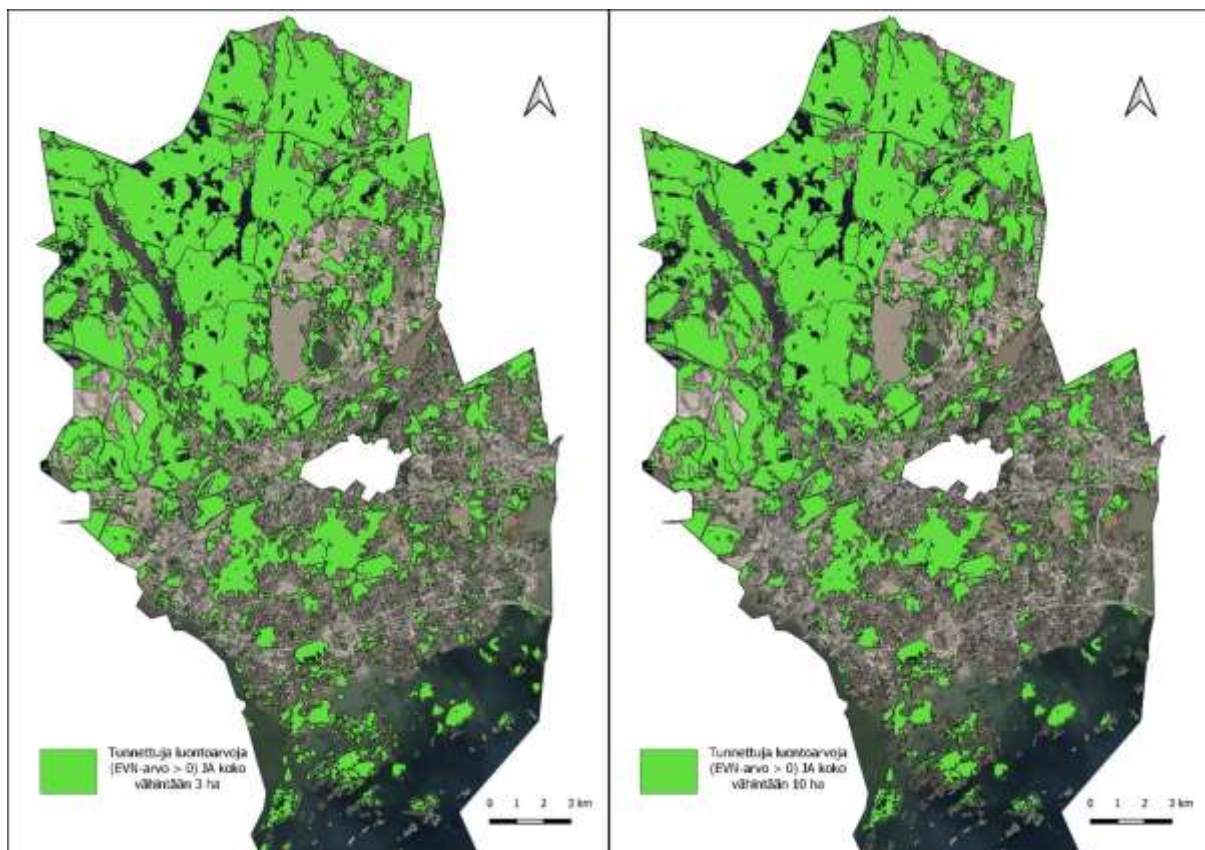 Tunnettuja luontoarvoja
(EVN-arvo > 0) JA koko
vähintään 3 ha
0 1 2 3 km
Tunnettuja luontoarvoja
(EVN-arvo > 0) JA koko
vähintään 10 ha
0 1 2 3 km